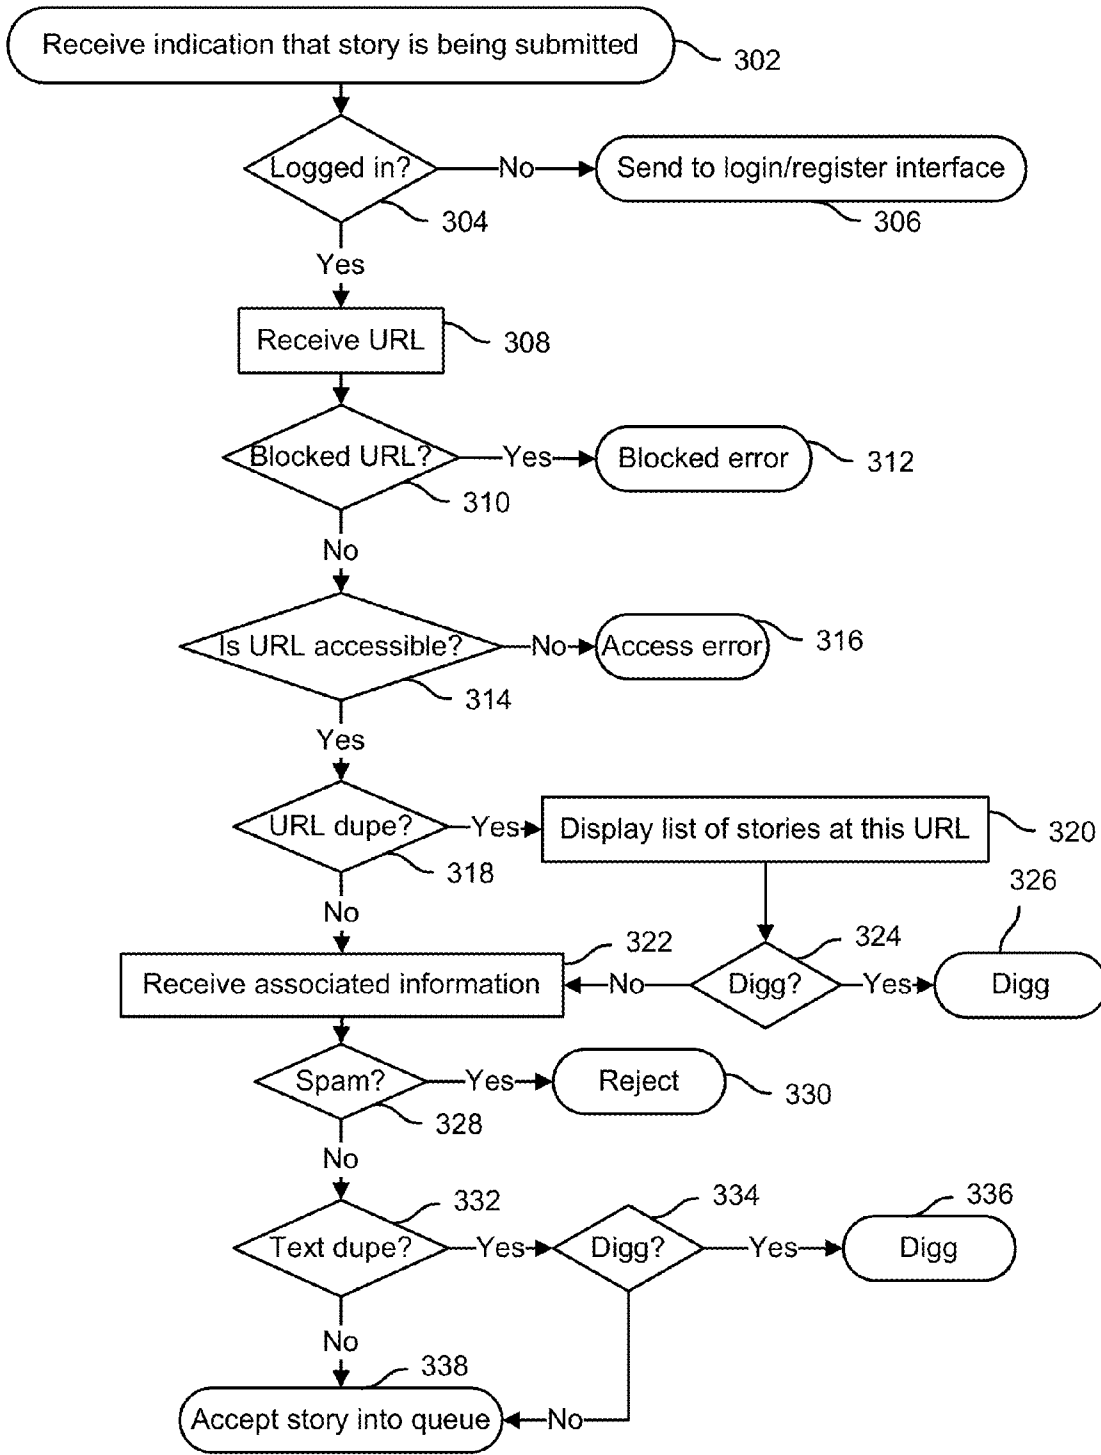 Receive indication that story is being submitted
302
Logged in?
No
Send to login/register interface
304
306
Yes
Receive URL
308
Blocked URL?
Yes
Blocked error
312
310
No
Is URL accessible?
No
Access error
316
314
Yes
URL dupe?
Yes
Display list of stories at this URL
320
318
326
No
322
324
Receive associated information
No
Digg?
Yes
Digg
Spam?
Yes
Reject
330
328
No
332
334
336
Text dupe?
Yes
Digg?
Yes
Digg
No
338
Accept story into queue
No